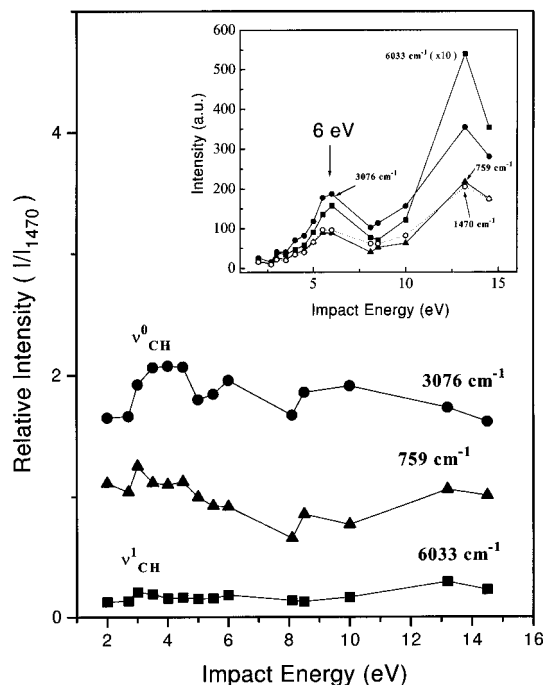 600
500
400
300
200
100
0
Intensity (a.u.)
6033 cm⁻¹ (x10)
6 eV
3076 cm⁻¹
759 cm⁻¹
1470 cm⁻¹
5 10 15
Impact Energy (eV)
4
2
0
Relative Intensity ( I/I₁₄₇₀)
ν⁰CH
3076 cm⁻¹
759 cm⁻¹
ν¹CH
6033 cm⁻¹
2 4 6 8 10 12 14 16
Impact Energy (eV)